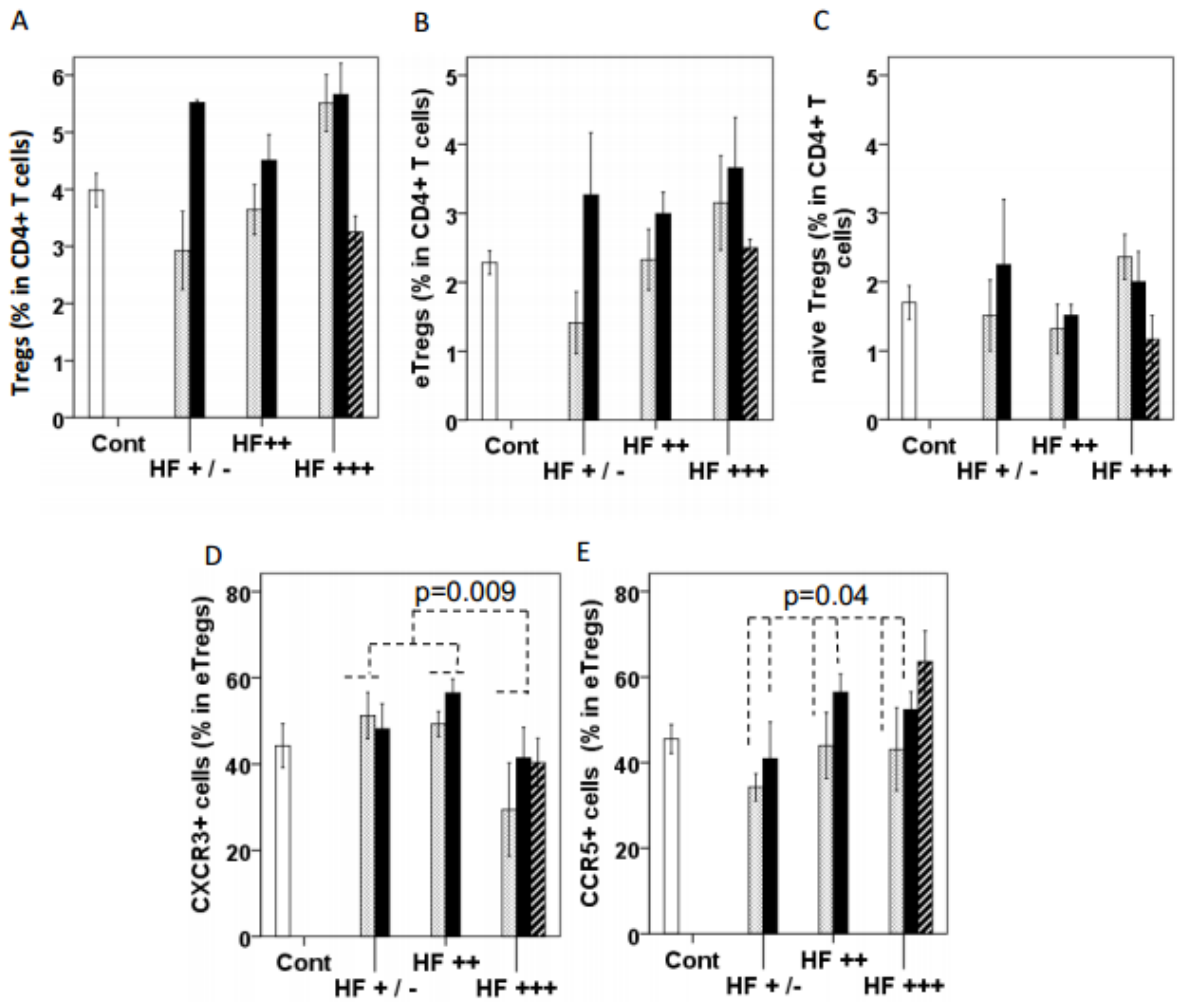 A
Tregs (% in CD4+ T cells)
6
5
4
3
2
1
0
Cont
HF++
HF + / -
HF +++
B
eTregs (% in CD4+ T cells)
5
4
3
2
1
0
Cont
HF ++
HF + / -
HF +++
C
naive Tregs (% in CD4+ T
cells)
5
4
3
2
1
0
Cont
HF ++
HF + / -
HF +++
D
CXCR3+ cells (% in eTregs)
80
60
40
20
0
p=0.009
Cont
HF ++
HF + / -
HF +++
E
CCR5+ cells (% in eTregs)
80
60
40
20
0
p=0.04
Cont
HF ++
HF + /-
HF +++